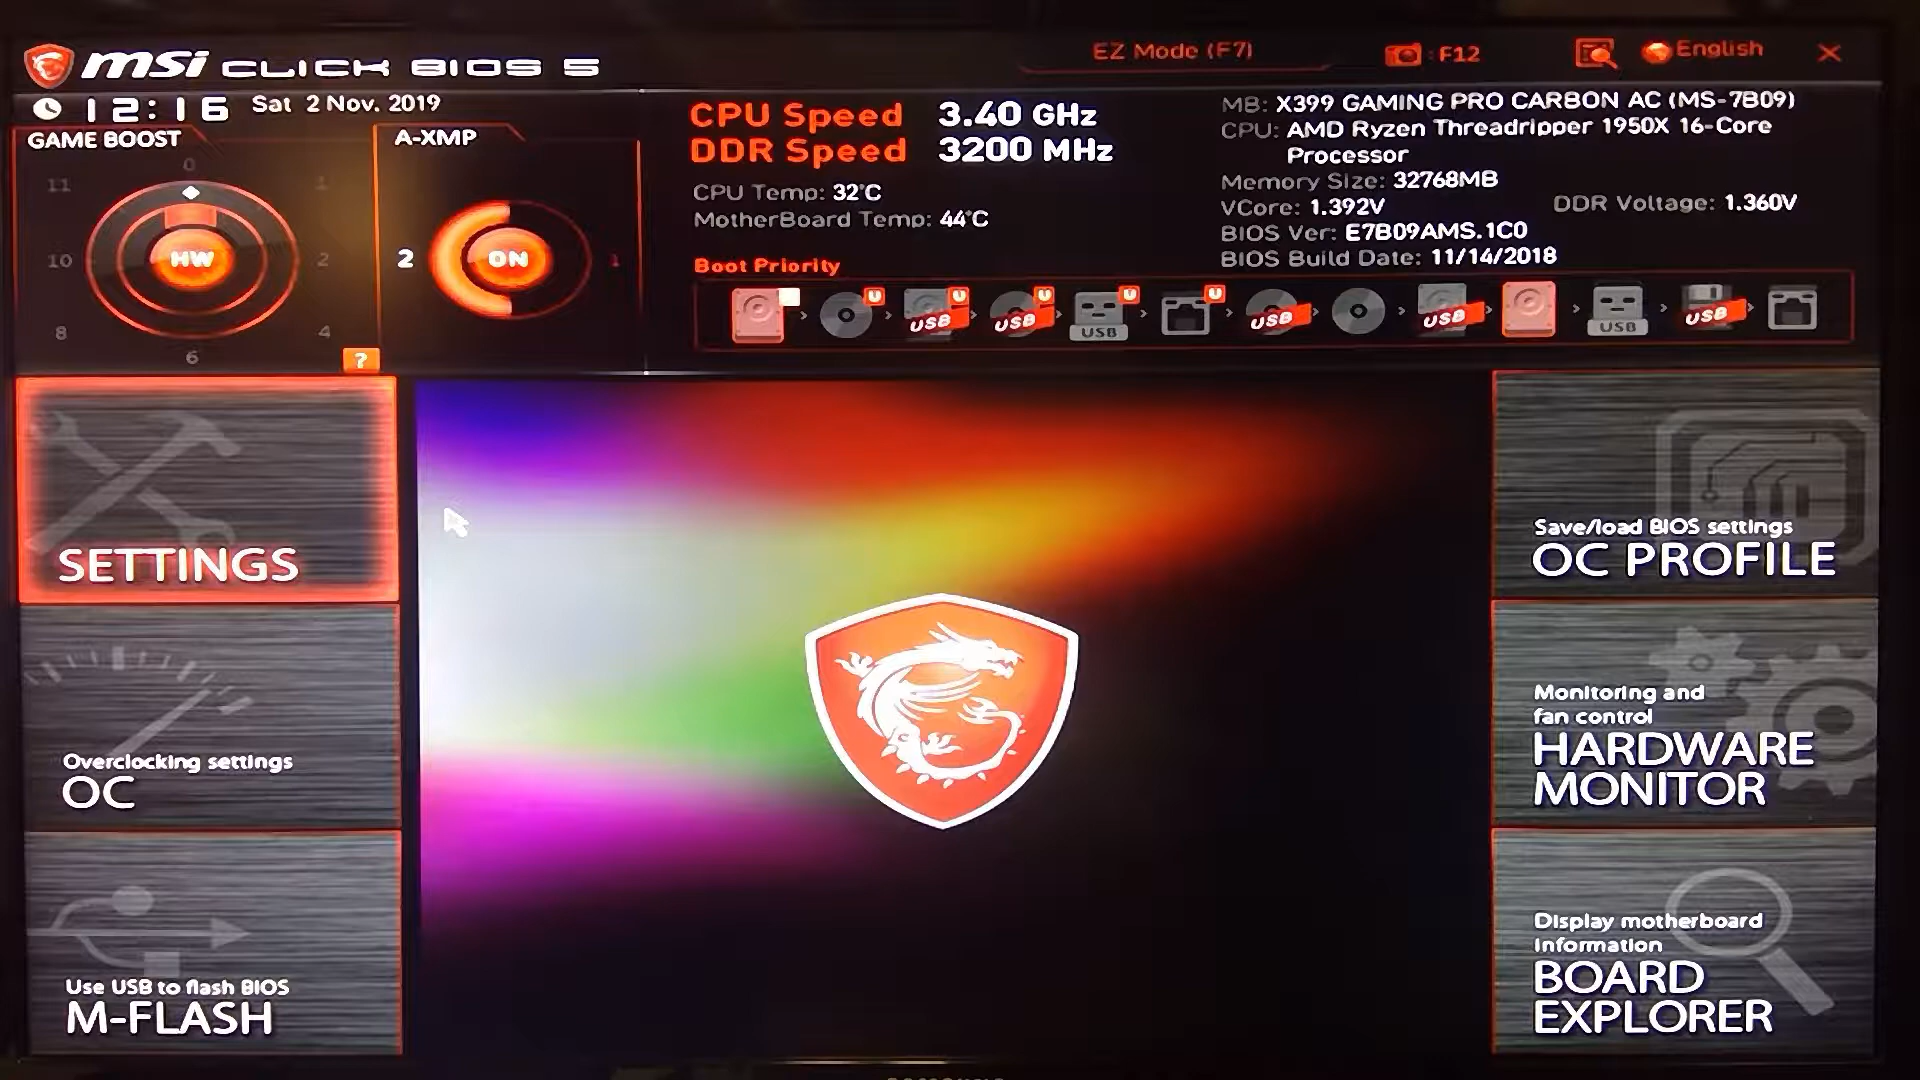 msi CLICK BIOS 5
EZ Mode (F7)
: F12
English
X
12:16 Sat 2 Nov. 2019
GAME BOOST
A-XMP
0
11
1
10
2
8
4
6
HW
2
ON
1
?
CPU Speed 3.40 GHz
DDR Speed 3200 MHz
CPU Temp: 32°C
MotherBoard Temp: 44°C
MB: X399 GAMING PRO CARBON AC (MS-7B09)
CPU: AMD Ryzen Threadripper 1950X 16-Core
Processor
Memory Size: 32768MB
VCore: 1.392V
DDR Voltage: 1.360V
BIOS Ver: E7B09AMS.1C0
BIOS Build Date: 11/14/2018
Boot Priority
U U U U U
USB USB USB USB USB USB USB
SETTINGS
Overclocking settings
OC
Use USB to flash BIOS
M-FLASH
Save/load BIOS settings
OC PROFILE
Monitoring and
fan control
HARDWARE
MONITOR
Display motherboard
information
BOARD
EXPLORER